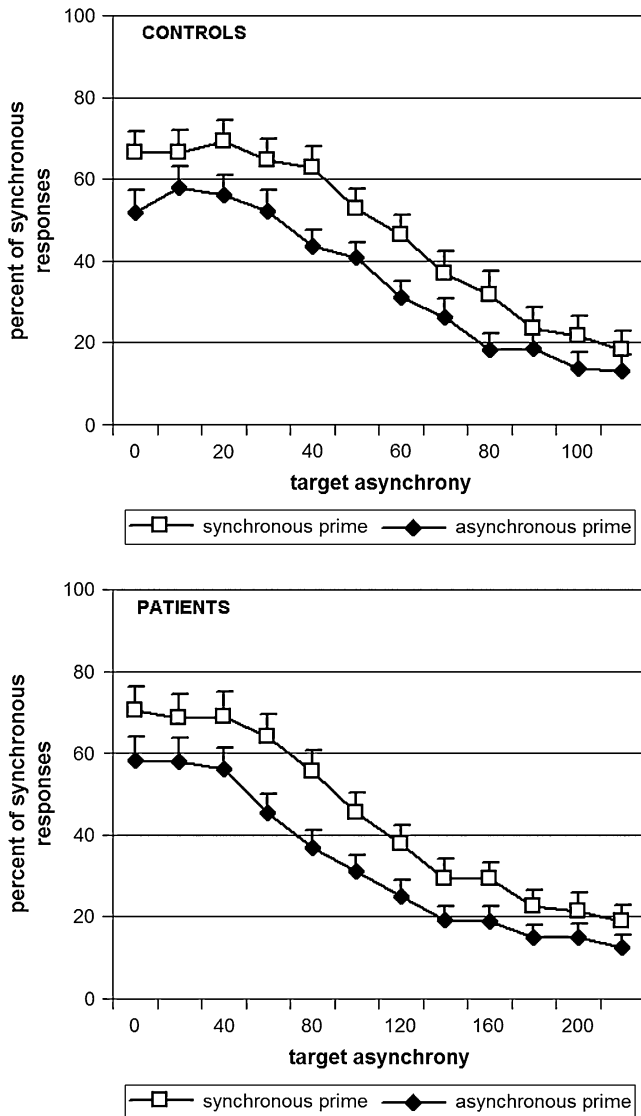 100
CONTROLS
80
60
40
20
0
percent of synchronous
responses
0 20 40 60 80 100
target asynchrony
synchronous prime asynchronous prime
100
PATIENTS
80
60
40
20
0
percent of synchronous
responses
0 40 80 120 160 200
target asynchrony
synchronous prime asynchronous prime